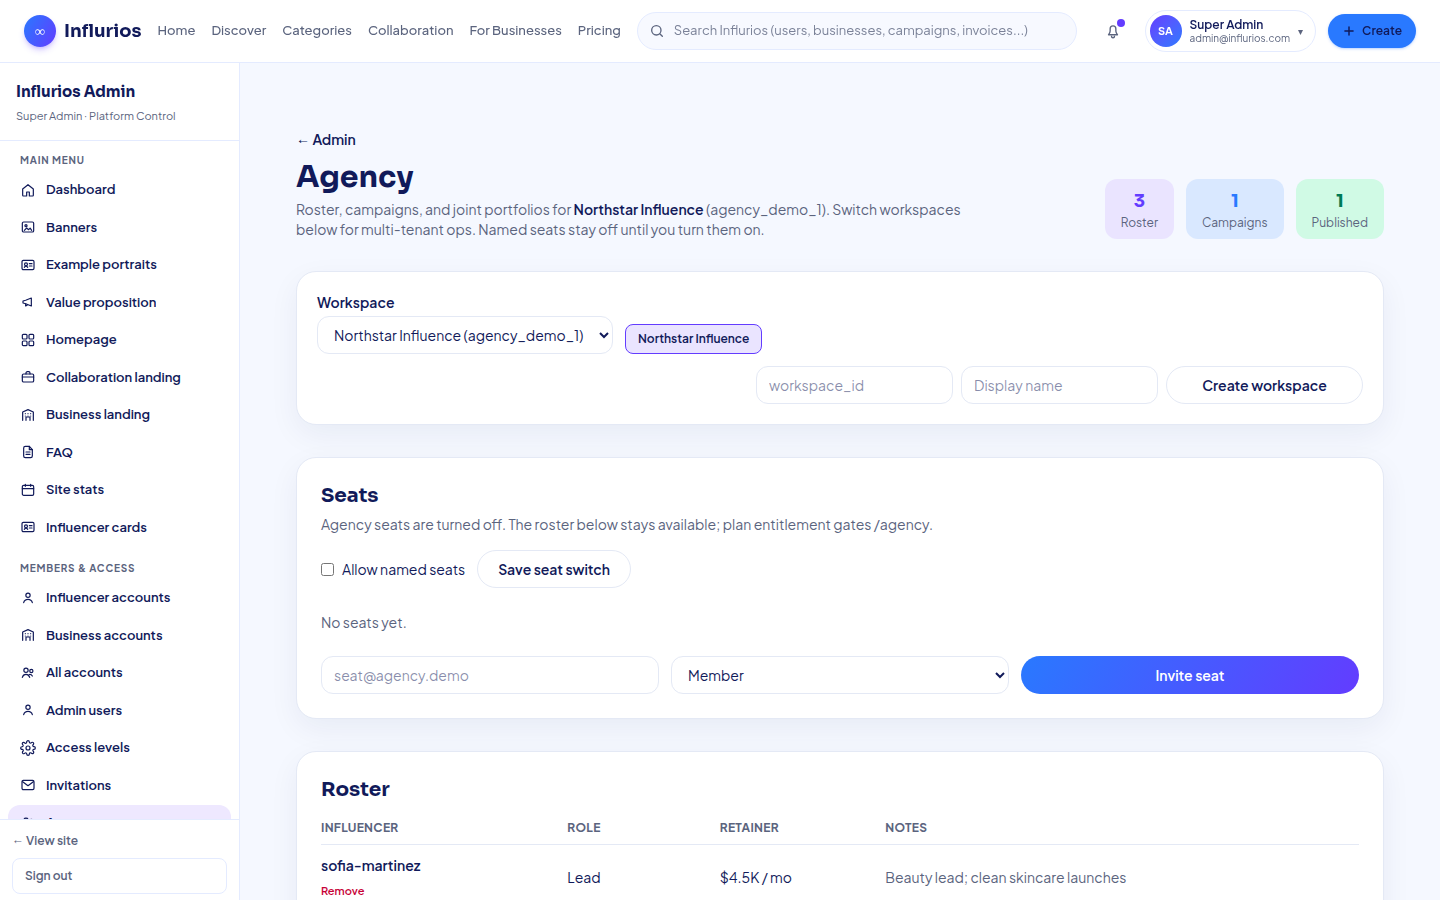 ∞ Influrios Home Discover Categories Collaboration For Businesses Pricing Search Influrios (users, businesses, campaigns, invoices...) SA Super Admin ▾ + Create
admin@influrios.com
Influrios Admin
Super Admin · Platform Control
MAIN MENU
Dashboard
Banners
Example portraits
Value proposition
Homepage
Collaboration landing
Business landing
FAQ
Site stats
Influencer cards
MEMBERS & ACCESS
Influencer accounts
Business accounts
All accounts
Admin users
Access levels
Invitations
← View site
Sign out
← Admin
Agency
Roster, campaigns, and joint portfolios for Northstar Influence (agency_demo_1). Switch workspaces
below for multi-tenant ops. Named seats stay off until you turn them on.
3 1 1
Roster Campaigns Published
Workspace
Northstar Influence (agency_demo_1) Northstar Influence
workspace_id Display name Create workspace
Seats
Agency seats are turned off. The roster below stays available; plan entitlement gates /agency.
Allow named seats Save seat switch
No seats yet.
seat@agency.demo Member Invite seat
Roster
INFLUENCER ROLE RETAINER NOTES
sofia-martinez Lead $4.5K / mo Beauty lead; clean skincare launches
Remove